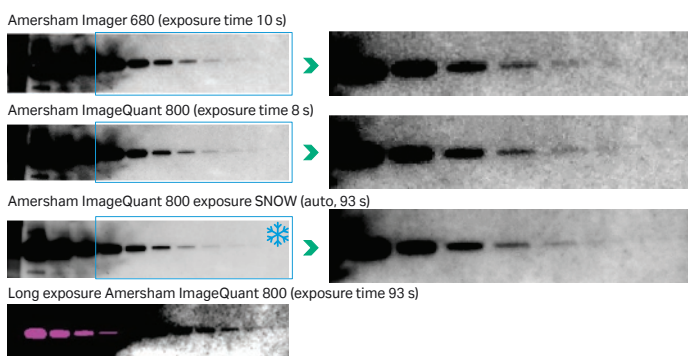 Amersham Imager 680 (exposure time 10 s)
Amersham ImageQuant 800 (exposure time 8 s)
Amersham ImageQuant 800 exposure SNOW (auto, 93 s)
Long exposure Amersham ImageQuant 800 (exposure time 93 s)